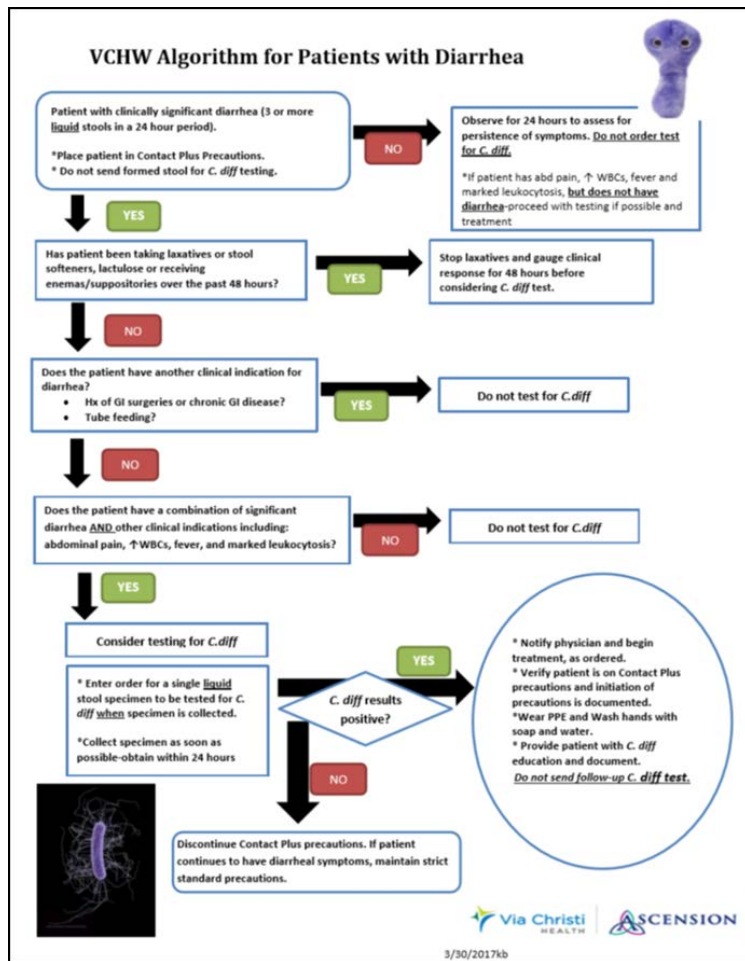 VCHW Algorithm for Patients with Diarrhea
Patient with clinically significant diarrhea (3 or more
liquid stools in a 24 hour period).
*Place patient in Contact Plus Precautions.
* Do not send formed stool for C. diff testing.
NO
Observe for 24 hours to assess for
persistence of symptoms. Do not order test
for C. diff.
*If patient has abd pain, ↑ WBCs, fever and
marked leukocytosis, but does not have
diarrhea-proceed with testing if possible and
treatment
YES
Has patient been taking laxatives or stool
softeners, lactulose or receiving
enemas/suppositories over the past 48 hours?
YES
Stop laxatives and gauge clinical
response for 48 hours before
considering C. diff test.
NO
Does the patient have another clinical indication for
diarrhea?
• Hx of GI surgeries or chronic GI disease?
• Tube feeding?
YES
Do not test for C.diff
NO
Does the patient have a combination of significant
diarrhea AND other clinical indications including:
abdominal pain, ↑WBCs, fever, and marked leukocytosis?
NO
Do not test for C.diff
YES
Consider testing for C.diff
* Enter order for a single liquid
stool specimen to be tested for C.
diff when specimen is collected.
*Collect specimen as soon as
possible-obtain within 24 hours
C. diff results
positive?
YES
* Notify physician and begin
treatment, as ordered.
* Verify patient is on Contact Plus
precautions and initiation of
precautions is documented.
*Wear PPE and Wash hands with
soap and water.
* Provide patient with C. diff
education and document.
Do not send follow-up C. diff test.
NO
Discontinue Contact Plus precautions. If patient
continues to have diarrheal symptoms, maintain strict
standard precautions.
Via Christi
HEALTH
ASCENSION
3/30/2017kb